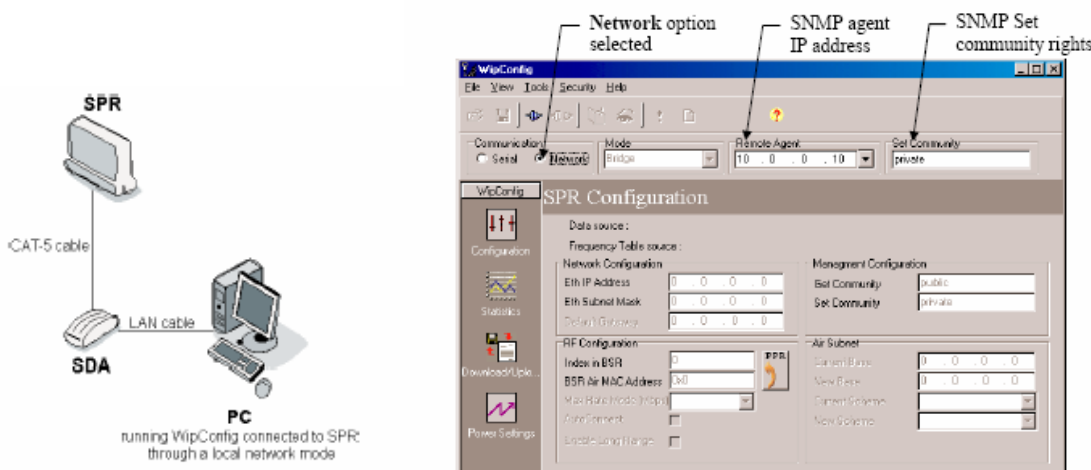 SPR
CAT-5 cable
LAN cable
SDA
PC
running WipConfig connected to SPR
through a local network mode
Network option
selected
SNMP agent
IP address
SNMP Set
community rights
WipConfig
File View Tools Security Help
Communication
Serial Network
Mode
Bridge
Remote Agent
10 . 0 . 0 . 10
Set Community
private
WipConfig
Configuration
Statistics
Download/Uplo...
Power Settings
SPR Configuration
Data source :
Frequency Table source :
Network Configuration
Eth IP Address 0 . 0 . 0 . 0
Eth Subnet Mask 0 . 0 . 0 . 0
Default Gateway 0 . 0 . 0 . 0
Managment Configuration
Get Community public
Set Community private
RF Configuration
Index in BSR 0
BSR Air MAC Address 0x0
Max Rate Mode (Mbps)
AutoConnect
Enable Long Range
PPR
Air Subnet
Current Base 0 . 0 . 0 . 0
New Base 0 . 0 . 0 . 0
Current Scheme
New Scheme